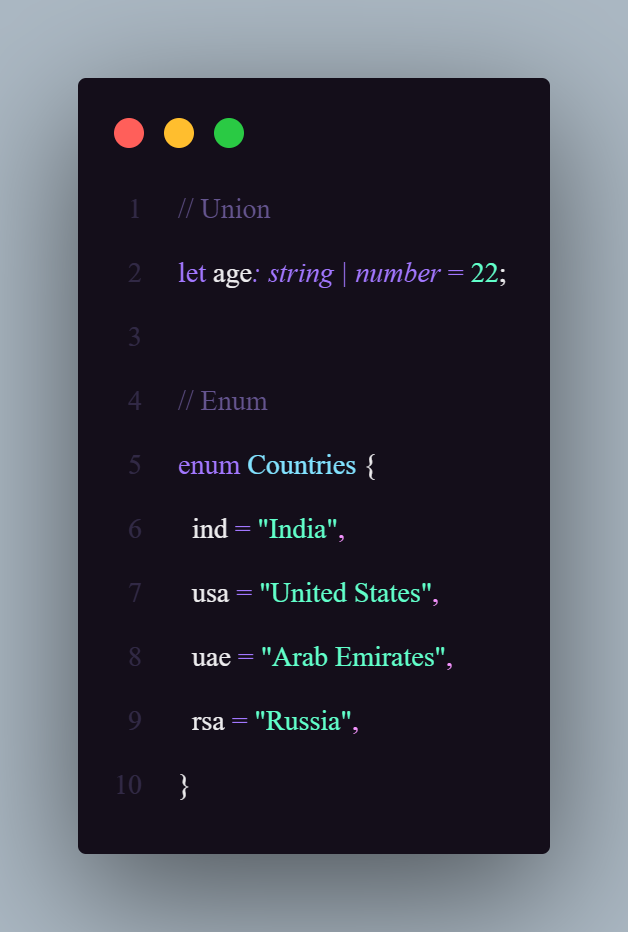 1 // Union
2 let age: string | number = 22;
3
4 // Enum
5 enum Countries {
6 ind = "India",
7 usa = "United States",
8 uae = "Arab Emirates",
9 rsa = "Russia",
10 }